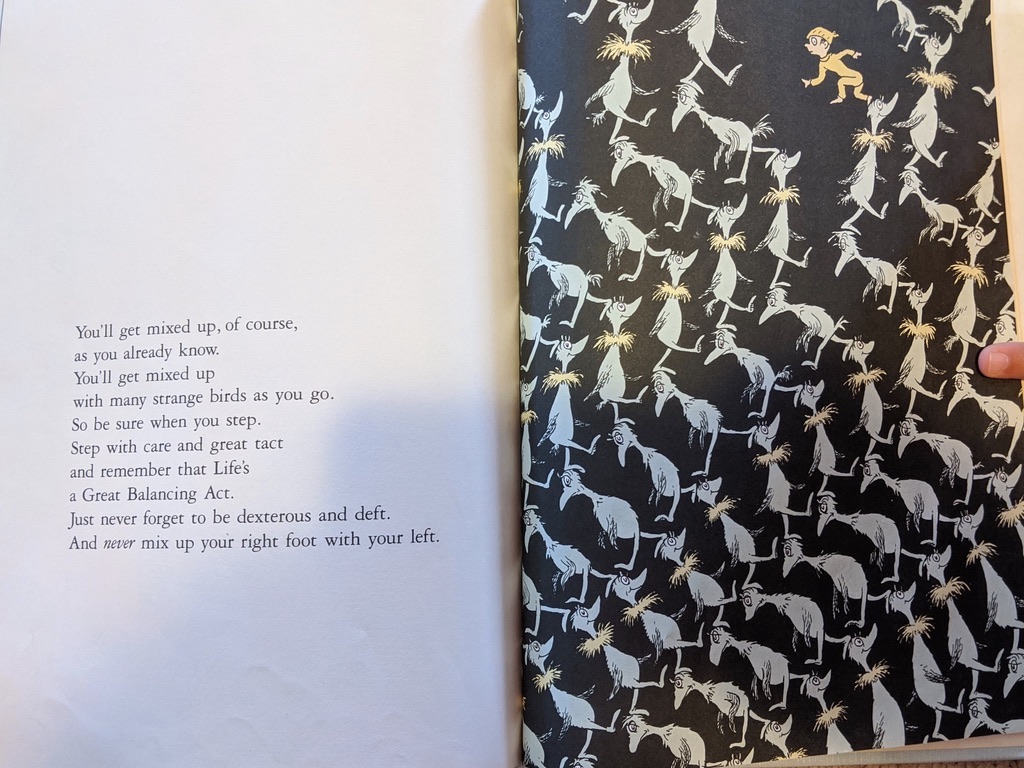 You'll get mixed up, of course,
as you already know.
You'll get mixed up
with many strange birds as you go.
So be sure when you step.
Step with care and great tact
and remember that Life's
a Great Balancing Act.
Just never forget to be dexterous and deft.
And never mix up your right foot with your left.